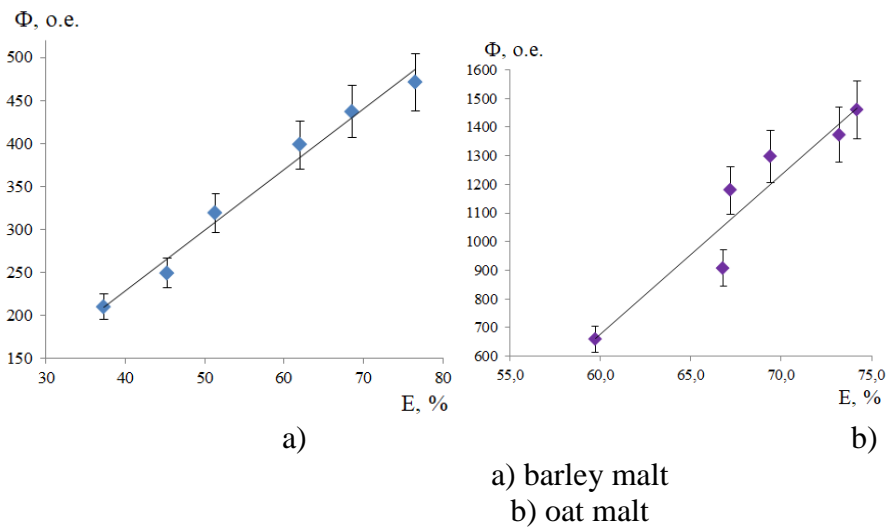 Ф, o.e.
500
450
400
350
300
250
200
150
30 40 50 60 70 80
E, %
a)
Ф, o.e.
1600
1500
1400
1300
1200
1100
1000
900
800
700
600
55,0 60,0 65,0 70,0 75,0
E, %
b)
a) barley malt
b) oat malt